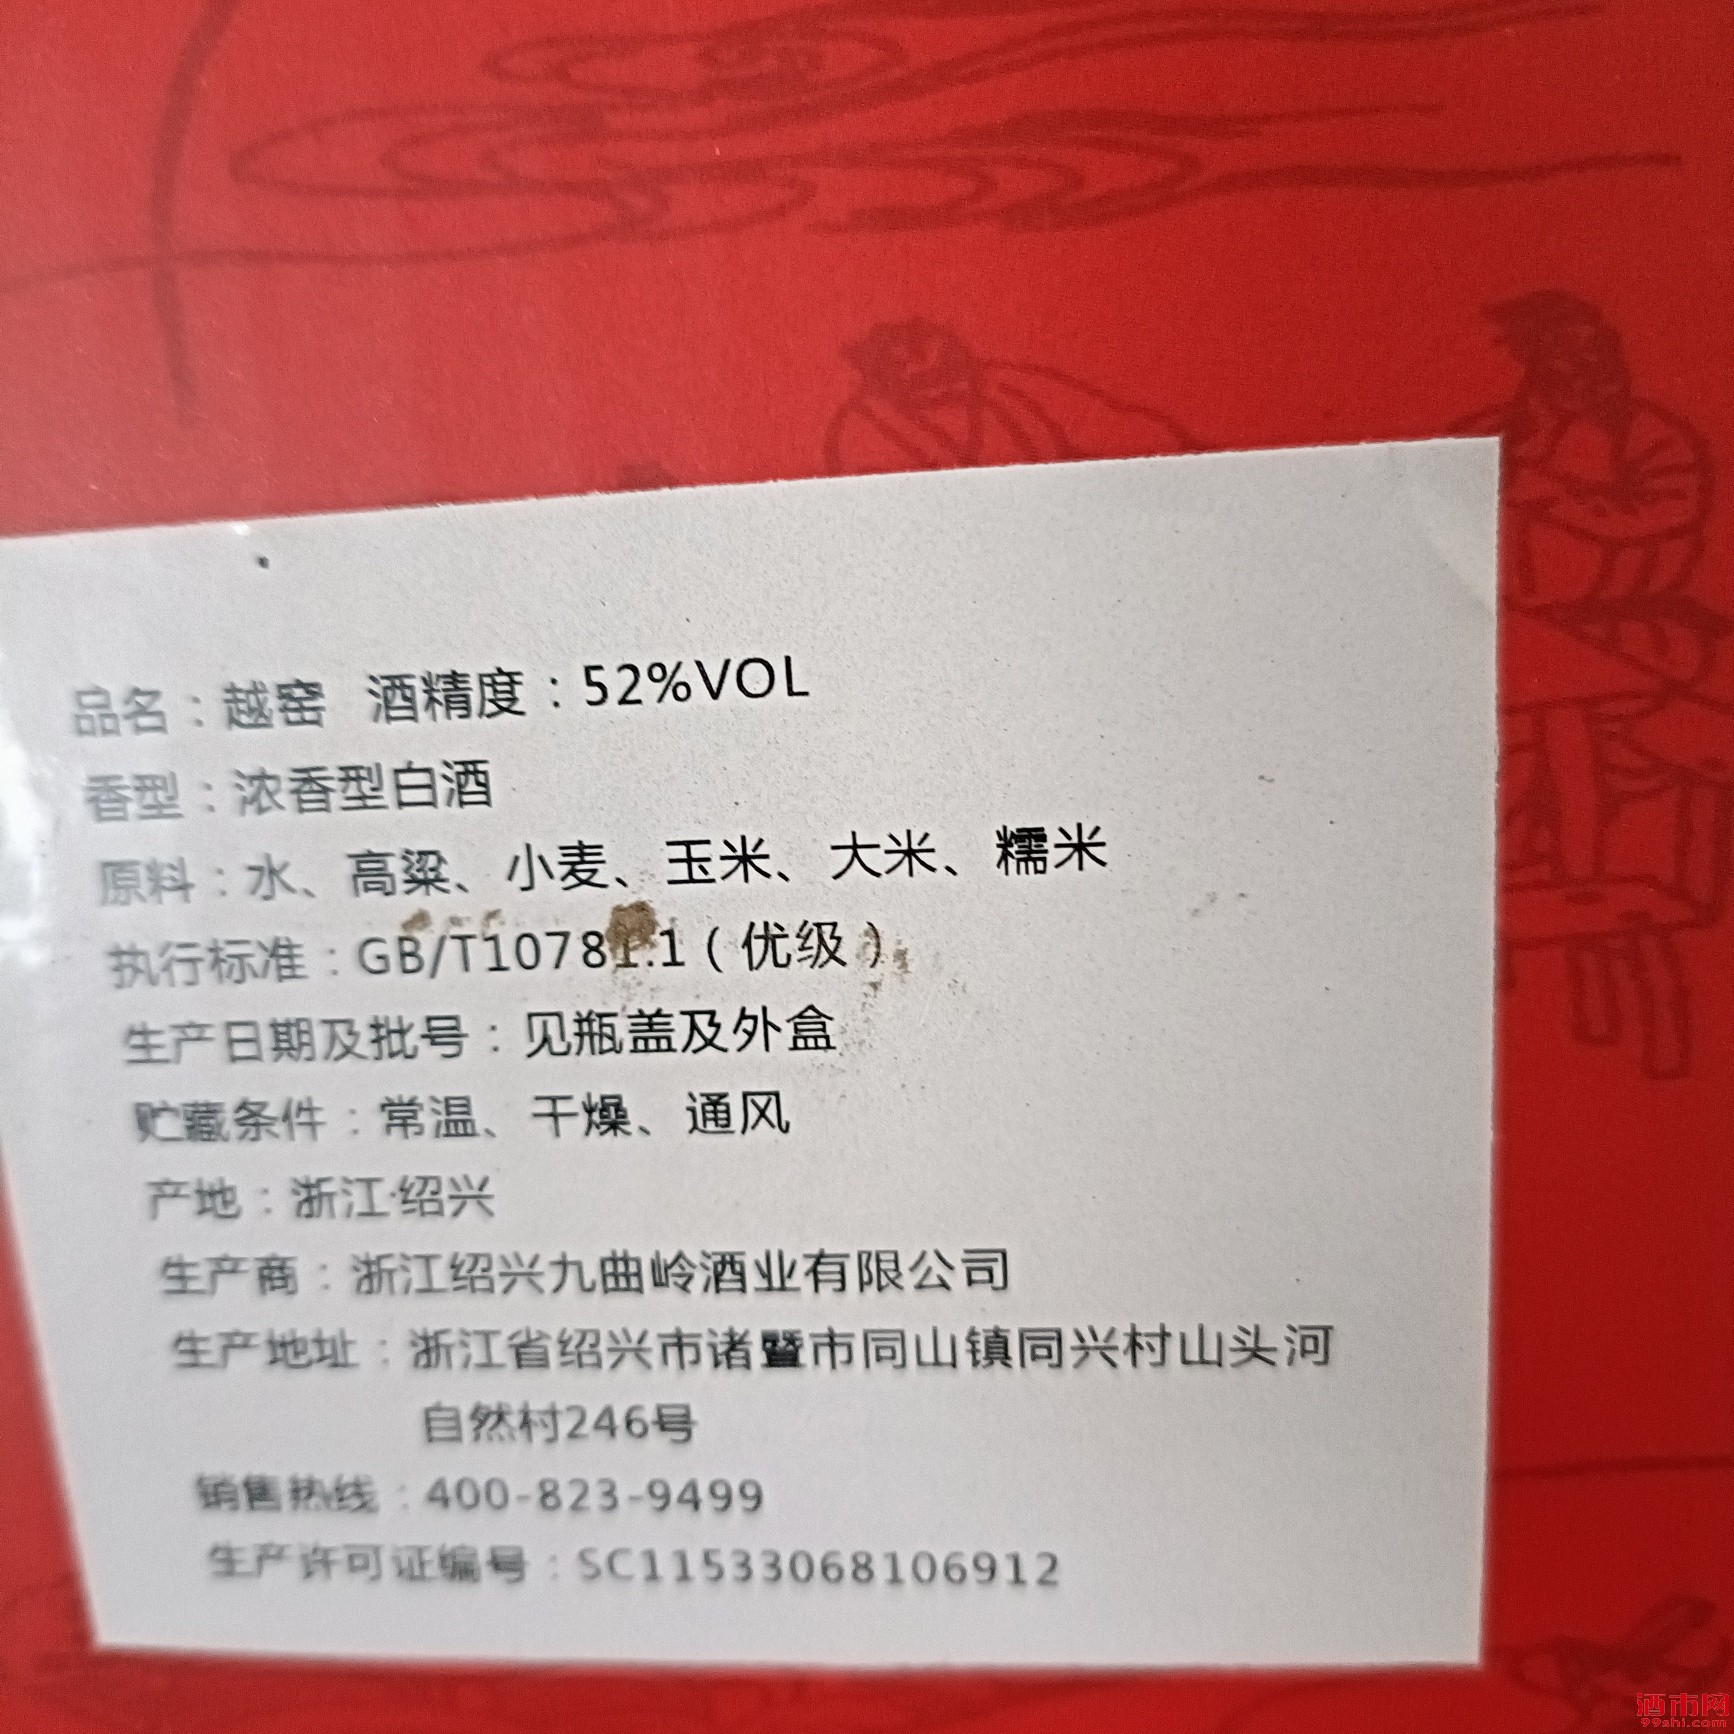 品名：越窑 酒精度：52%VOL
香型：浓香型白酒
原料：水、高粱、小麦、玉米、大米、糯米
执行标准：GB/T10781.1（优级）
生产日期及批号：见瓶盖及外盒
贮藏条件：常温、干燥、通风
产地：浙江·绍兴
生产商：浙江绍兴九曲岭酒业有限公司
生产地址：浙江省绍兴市诸暨市同山镇同兴村山头河
自然村246号
销售热线：400-823-9499
生产许可证编号：SC11533068106912
酒市网
99shi.com